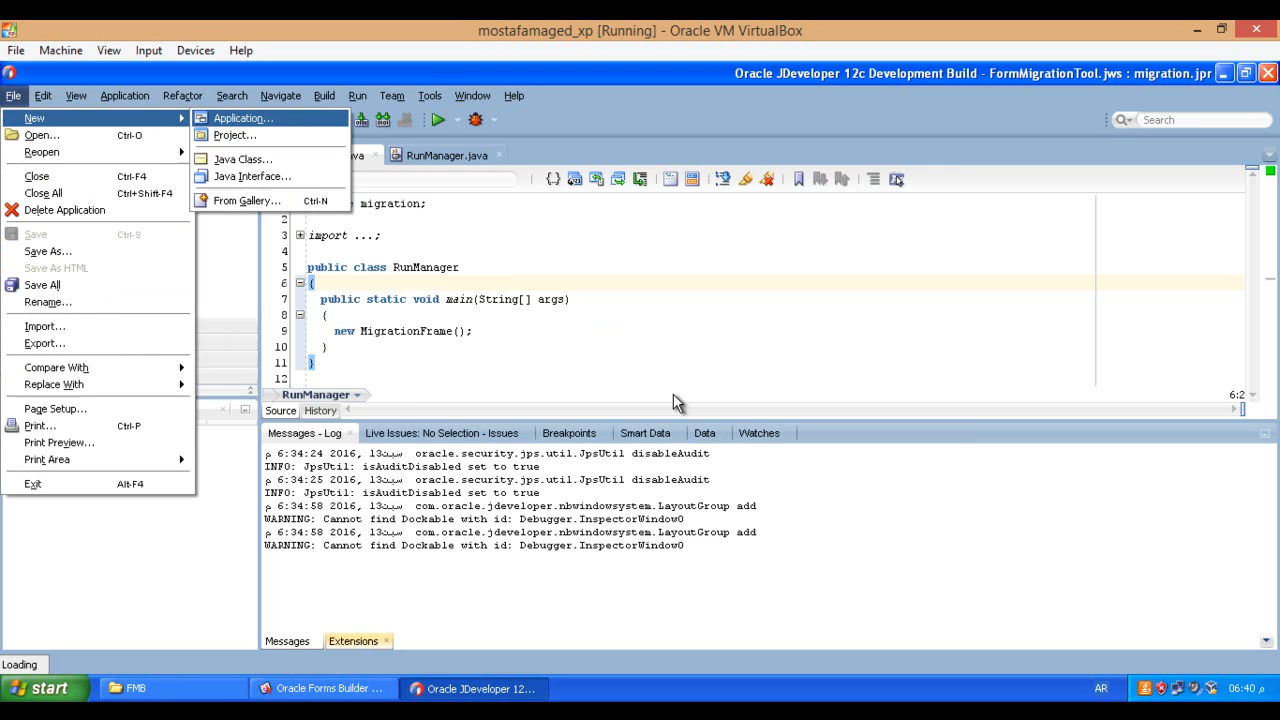 mostafamaged_xp [Running] - Oracle VM VirtualBox
File Machine View Input Devices Help
Oracle JDeveloper 12c Development Build - FormMigrationTool.jws : migration.jpr
File Edit View Application Refactor Search Navigate Build Run Team Tools Window Help
New
Open... Ctrl-O
Reopen
Close Ctrl-F4
Close All Ctrl+Shift-F4
Delete Application
Save Ctrl-S
Save As...
Save As HTML
Save All
Rename...
Import...
Export...
Compare With
Replace With
Page Setup...
Print... Ctrl-P
Print Preview...
Print Area
Exit Alt-F4
Application...
Project...
Java Class...
Java Interface...
From Gallery... Ctrl-N
Search
ava RunManager.java
migration;
2
3 import ...;
4
5 public class RunManager
6 {
7 public static void main(String[] args)
8 {
9 new MigrationFrame();
10 }
11 }
12
RunManager
6:2
Source History
Messages - Log Live Issues: No Selection - Issues Breakpoints Smart Data Data Watches
م 6:34:24 2016, 13سبت oracle.security.jps.util.JpsUtil disableAudit
INFO: JpsUtil: isAuditDisabled set to true
م 6:34:25 2016, 13سبت oracle.security.jps.util.JpsUtil disableAudit
INFO: JpsUtil: isAuditDisabled set to true
م 6:34:58 2016, 13سبت com.oracle.jdeveloper.nbwindowsystem.LayoutGroup add
WARNING: Cannot find Dockable with id: Debugger.InspectorWindow0
م 6:34:58 2016, 13سبت com.oracle.jdeveloper.nbwindowsystem.LayoutGroup add
WARNING: Cannot find Dockable with id: Debugger.InspectorWindow0
Messages Extensions
Loading
start FMB Oracle Forms Builder ... Oracle JDeveloper 12... AR 06:40 م